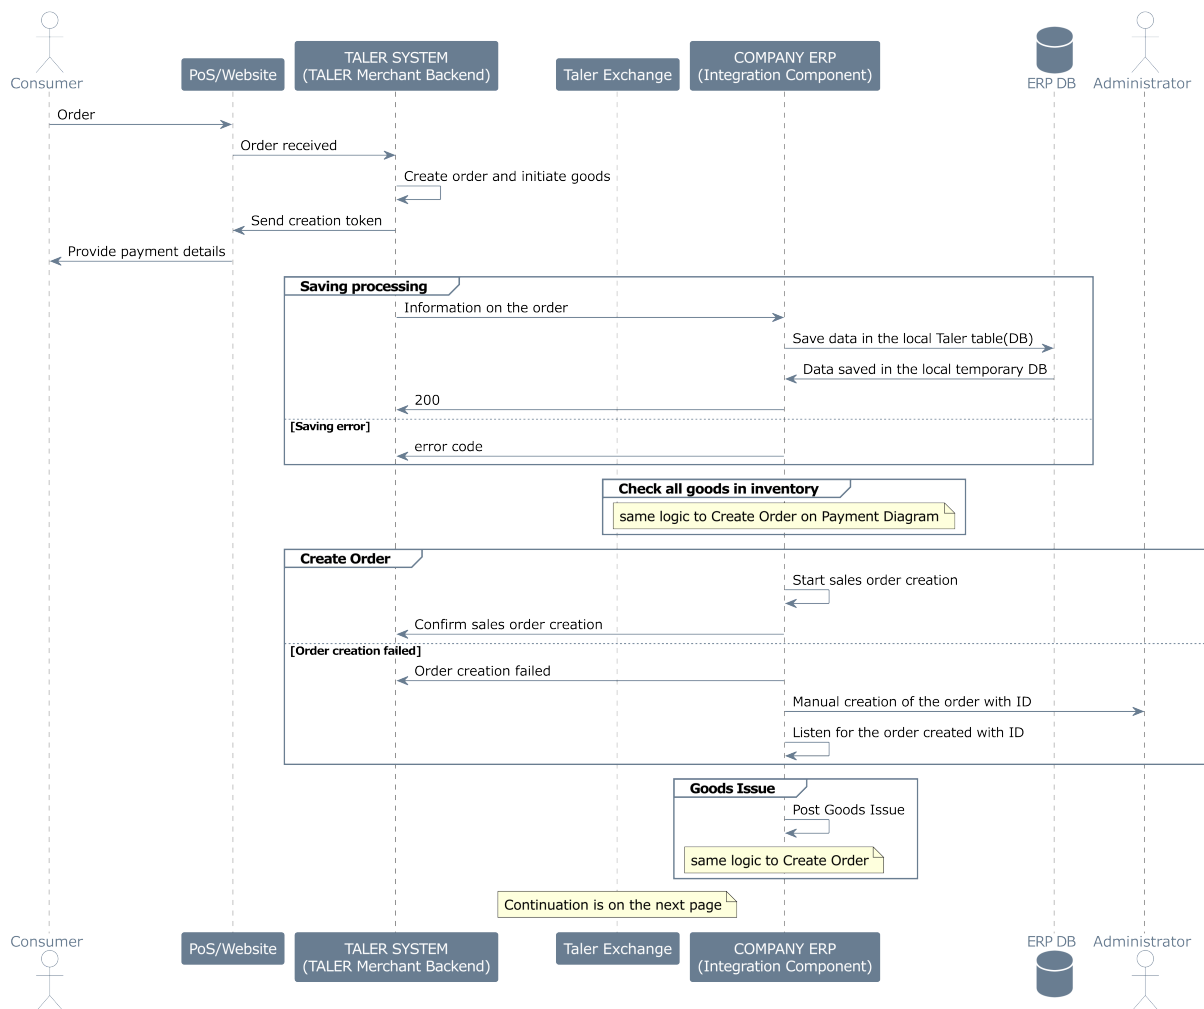 Consumer
PoS/Website
TALER SYSTEM
(TALER Merchant Backend)
Taler Exchange
COMPANY ERP
(Integration Component)
ERP DB
Administrator
Order
Order received
Create order and initiate goods
Send creation token
Provide payment details
Saving processing
Information on the order
Save data in the local Taler table(DB)
Data saved in the local temporary DB
200
[Saving error]
error code
Check all goods in inventory
same logic to Create Order on Payment Diagram
Create Order
Start sales order creation
Confirm sales order creation
[Order creation failed]
Order creation failed
Manual creation of the order with ID
Listen for the order created with ID
Goods Issue
Post Goods Issue
same logic to Create Order
Continuation is on the next page
Consumer
PoS/Website
TALER SYSTEM
(TALER Merchant Backend)
Taler Exchange
COMPANY ERP
(Integration Component)
ERP DB
Administrator